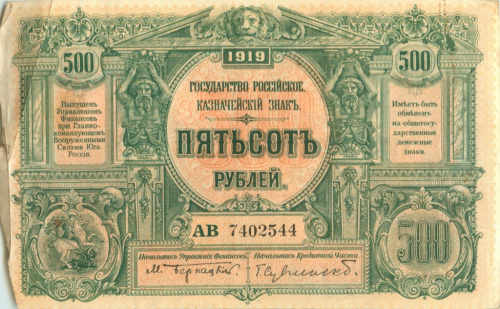 1919
500
500
ГОСУДАРСТВО РОССІЙСКОЕ.
КАЗНАЧЕЙСКІЙ ЗНАКЪ.
Выпущенъ
Управленіемъ
Финансовъ
при Главно-
командующемъ
Вооруженными
Силами Юга
Россіи.
Имѣетъ быть
обмѣненъ
на общегосу-
дарственные
денежные
знаки.
ПЯТЬСОТЪ
РУБЛЕЙ.
АВ 7402544
500
Начальникъ Управленія Финансовъ.
Начальникъ Кредитной Части.
М. Бернацкій